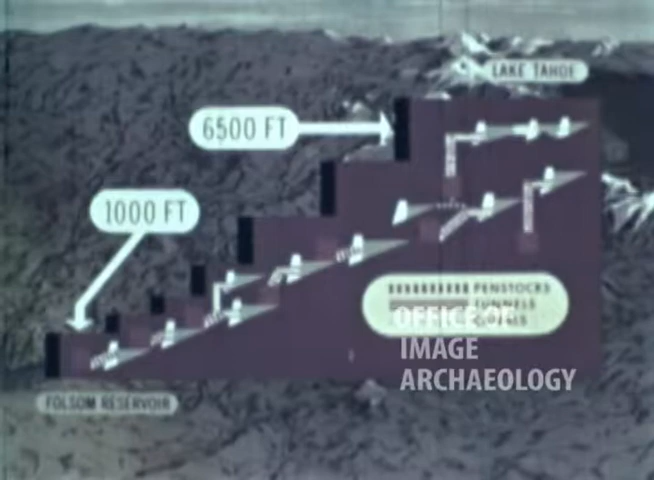 LAKE TAHOE
6500 FT
1000 FT
PENSTOCKS
TUNNELS
OFFICE OF
IMAGE
ARCHAEOLOGY
FOLSOM RESERVOIR